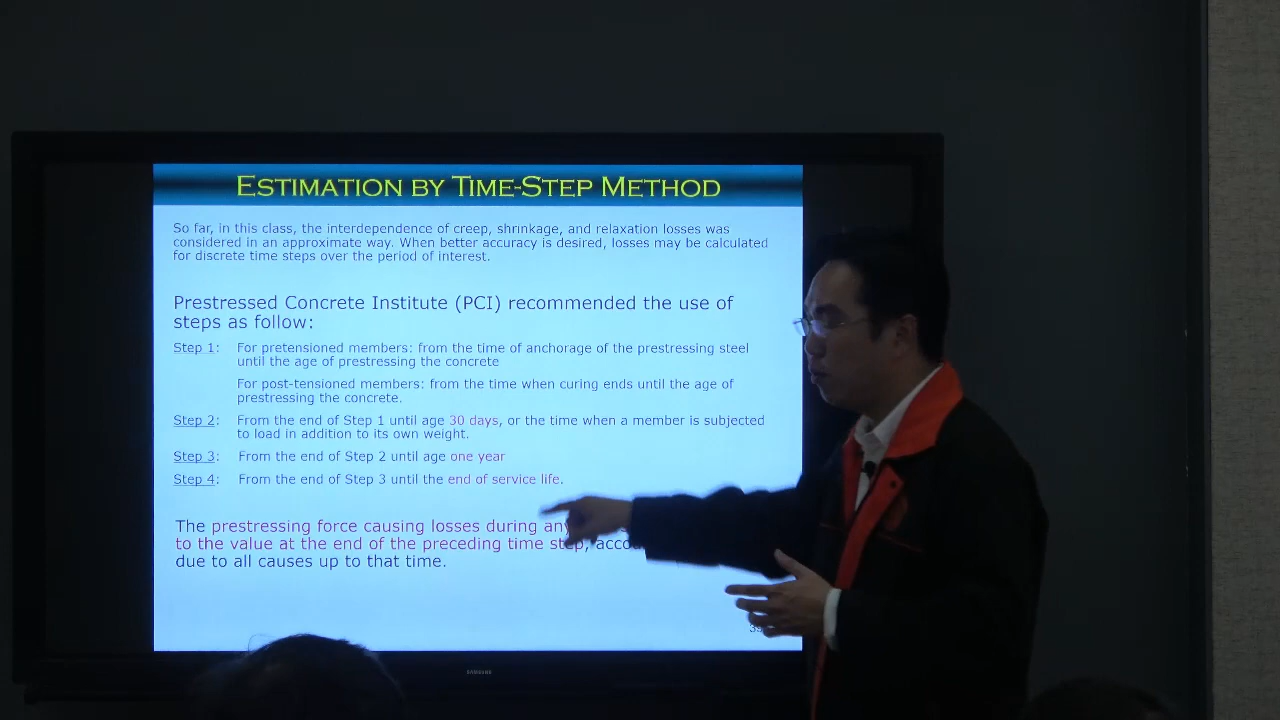 ESTIMATION BY TIME-STEP METHOD
So far, in this class, the interdependence of creep, shrinkage, and relaxation losses was
considered in an approximate way. When better accuracy is desired, losses may be calculated
for discrete time steps over the period of interest.
Prestressed Concrete Institute (PCI) recommended the use of
steps as follow:
Step 1: For pretensioned members: from the time of anchorage of the prestressing steel
until the age of prestressing the concrete
For post-tensioned members: from the time when curing ends until the age of
prestressing the concrete.
Step 2: From the end of Step 1 until age 30 days, or the time when a member is subjected
to load in addition to its own weight.
Step 3: From the end of Step 2 until age one year
Step 4: From the end of Step 3 until the end of service life.
The prestressing force causing losses during
to the value at the end of the preceding time step,
due to all causes up to that time.
SAMSUNG